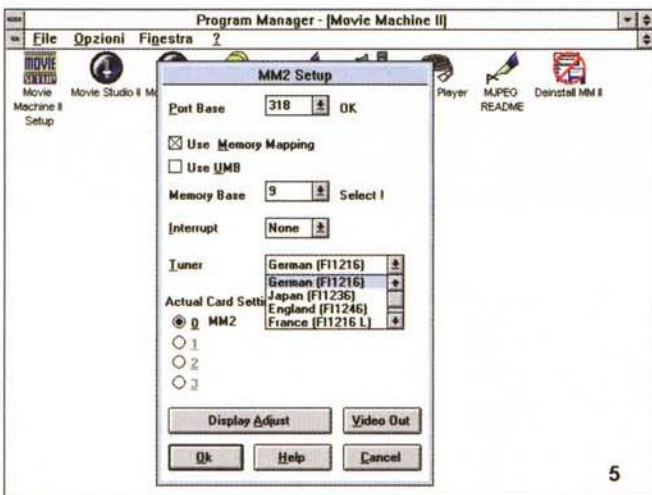 Program Manager - [Movie Machine II]
File Opzioni Finestra ?
MOVIE
Movie Machine II Setup
Movie Studio II
Player
MJPEG README
Deinstall MM II
MM2 Setup
Port Base 318 OK
Use Memory Mapping
Use UMB
Memory Base 9 Select !
Interrupt None
Tuner German (FI1216)
German (FI1216)
Japan (FI1236)
England (FI1246)
France (FI1216 L)
Actual Card Setti
0 MM2
1
2
3
Display Adjust Video Out
Ok Help Cancel
5